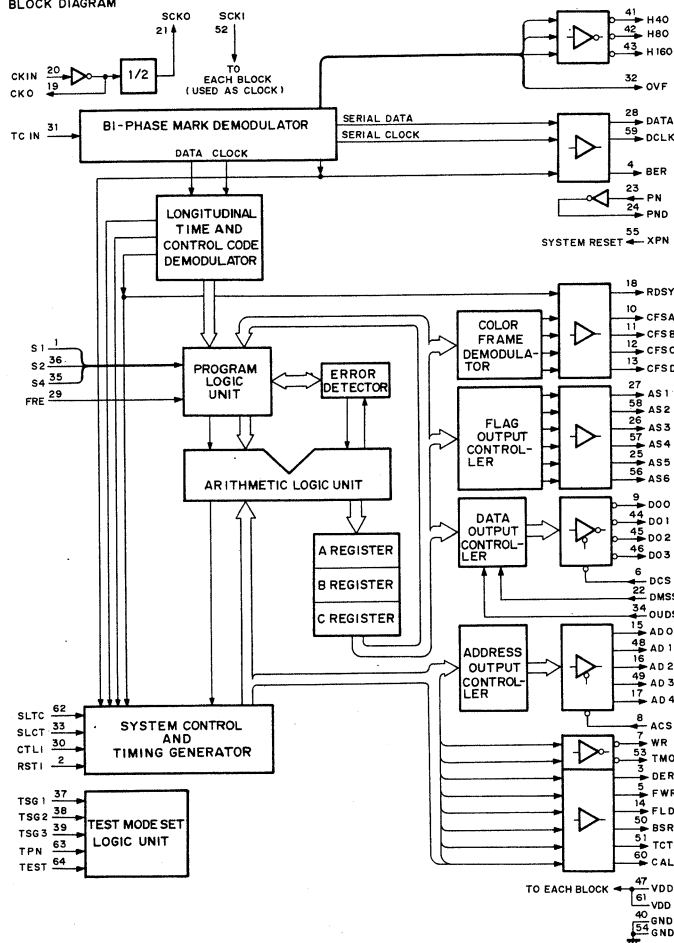 BLOCK DIAGRAM
SCKO
21
SCKI
52
TO
EACH BLOCK
(USED AS CLOCK)
CKIN 20
CKO 19
1/2
41 H40
42 H80
43 H160
32 OVF
TC IN 31
BI-PHASE MARK DEMODULATOR
DATA CLOCK
SERIAL DATA
SERIAL CLOCK
28 DATA
59 DCLK
4 BER
23 PN
24 PND
55
SYSTEM RESET XPN
LONGITUDINAL
TIME AND
CONTROL CODE
DEMODULATOR
18 RDSY
COLOR
FRAME
DEMODULA-
TOR
10 CFSA
11 CFSB
12 CFSC
13 CFSD
S1 1
S2 36
S4 35
FRE 29
PROGRAM
LOGIC
UNIT
ERROR
DETECTOR
FLAG
OUTPUT
CONTROL-
LER
27 AS1
58 AS2
26 AS3
57 AS4
25 AS5
56 AS6
ARITHMETIC LOGIC UNIT
A REGISTER
B REGISTER
C REGISTER
DATA
OUTPUT
CONTROL-
LER
9 DO0
44 DO1
45 DO2
46 DO3
6 DCS
22 DMSS
34 OUDS
ADDRESS
OUTPUT
CONTROL-
LER
15 AD0
48 AD1
16 AD2
49 AD3
17 AD4
8 ACS
7 WR
53 TMO
3 DER
5 FWR
14 FLD
50 BSR
51 TCT
60 CAL
SLTC 62
SLCT 33
CTLI 30
RSTI 2
SYSTEM CONTROL
AND
TIMING GENERATOR
TSG1 37
TSG2 38
TSG3 39
TPN 63
TEST 64
TEST MODE SET
LOGIC UNIT
TO EACH BLOCK 47 VDD
61 VDD
40 GND
54 GND